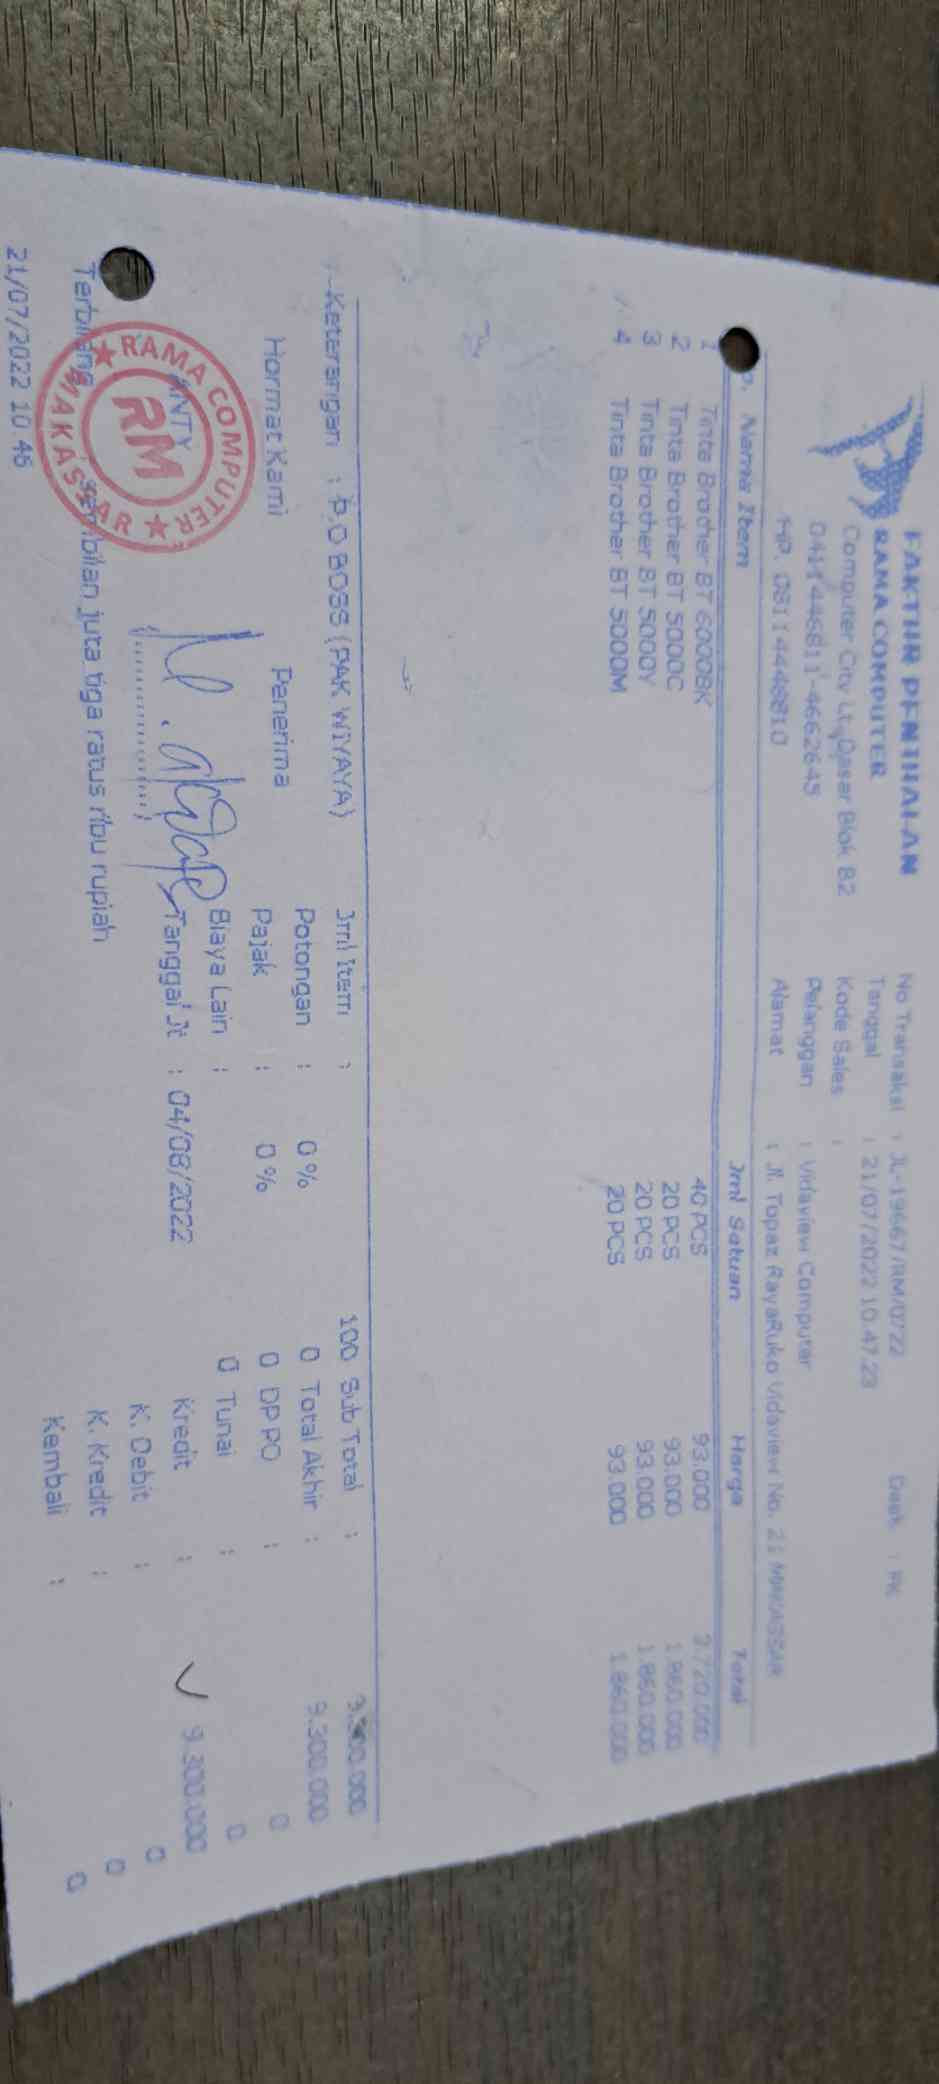 FAKTUR PENJUALAN
RAMA COMPUTER
Computer City Lt. Dasar Blok B2
0411 446811 - 4662645
HP. 08114448810
No Transaksi : JL-19667/RM/0722
Dept. : PK
Tanggal : 21/07/2022 10.47.23
Kode Sales :
Pelanggan : Vidaview Computer
Alamat : Jl. Topaz RayaRuko Vidaview No. 21 MAKASSAR
Nama Item Jml Satuan Harga Total
1 Tinta Brother BT 6000BK 40 PCS 93.000 3.720.000
2 Tinta Brother BT 5000C 20 PCS 93.000 1.860.000
3 Tinta Brother BT 5000Y 20 PCS 93.000 1.860.000
4 Tinta Brother BT 5000M 20 PCS 93.000 1.860.000
Keterangan : P.O BOSS (PAK WIYAYA)
Hormat Kami
Penerima
ANTY
Jml Item : 100
Potongan : 0 % 0
Pajak : 0 % 0
Biaya Lain : 0
Tanggal Jt : 04/08/2022
Sub Total : 9.300.000
Total Akhir : 9.300.000
DP PO : 0
Tunai : 0
Kredit : 9.300.000
K. Debit : 0
K. Kredit : 0
Kembali : 0
Terbilang : sembilan juta tiga ratus ribu rupiah
21/07/2022 10.46
RAMA COMPUTER
RM
MAKASSAR